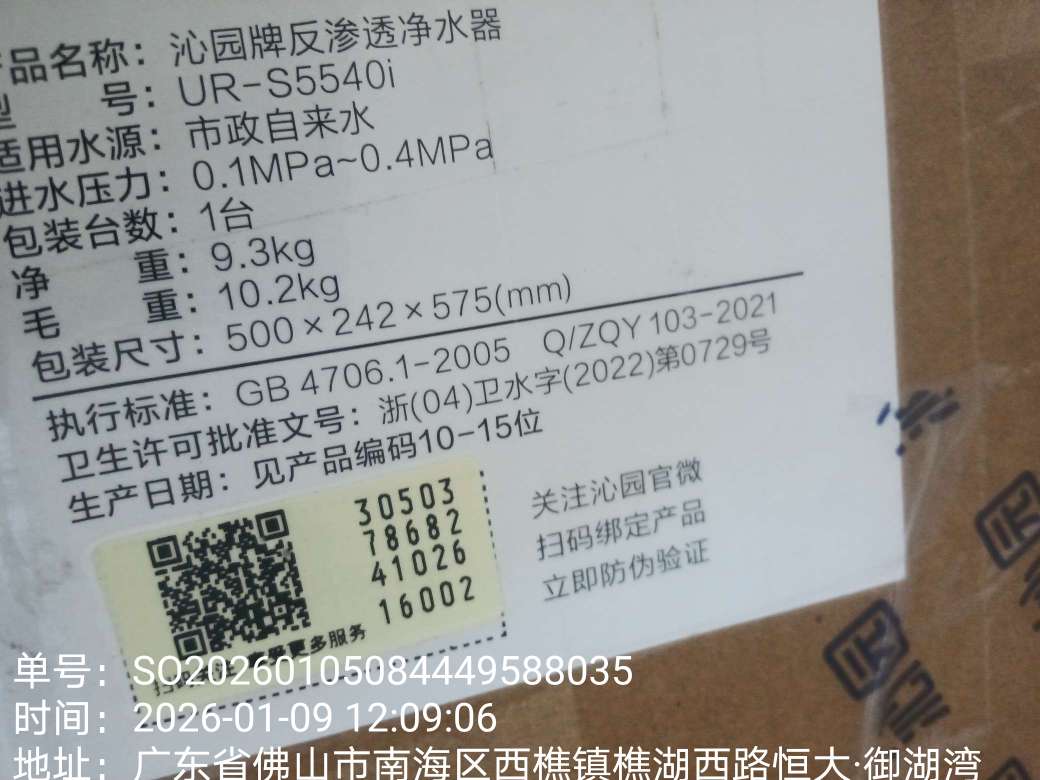 产品名称：沁园牌反渗透净水器
型号：UR-S5540i
适用水源：市政自来水
进水压力：0.1MPa~0.4MPa
包装台数：1台
净重：9.3kg
毛重：10.2kg
包装尺寸：500×242×575(mm)
执行标准：GB 4706.1-2005 Q/ZQY 103-2021
卫生许可批准文号：浙(04)卫水字(2022)第0729号
生产日期：见产品编码10-15位
30503
78682
41026
16002
更多服务
关注沁园官微
扫码绑定产品
立即防伪验证
单号：SO20260105084449588035
时间：2026-01-09 12:09:06
地址：广东省佛山市南海区西樵镇樵湖西路恒大·御湖湾